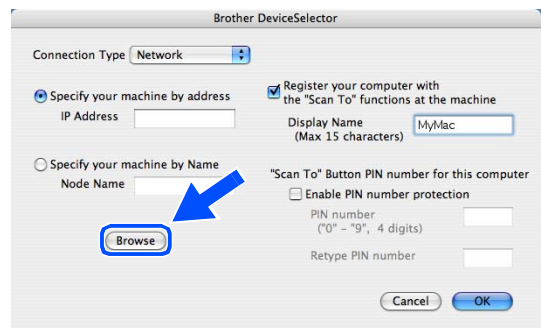 Brother DeviceSelector
Connection Type Network
Specify your machine by address
IP Address
Specify your machine by Name
Node Name
Browse
Register your computer with
the "Scan To" functions at the machine
Display Name MyMac
(Max 15 characters)
"Scan To" Button PIN number for this computer
Enable PIN number protection
PIN number
("0" – "9", 4 digits)
Retype PIN number
Cancel OK